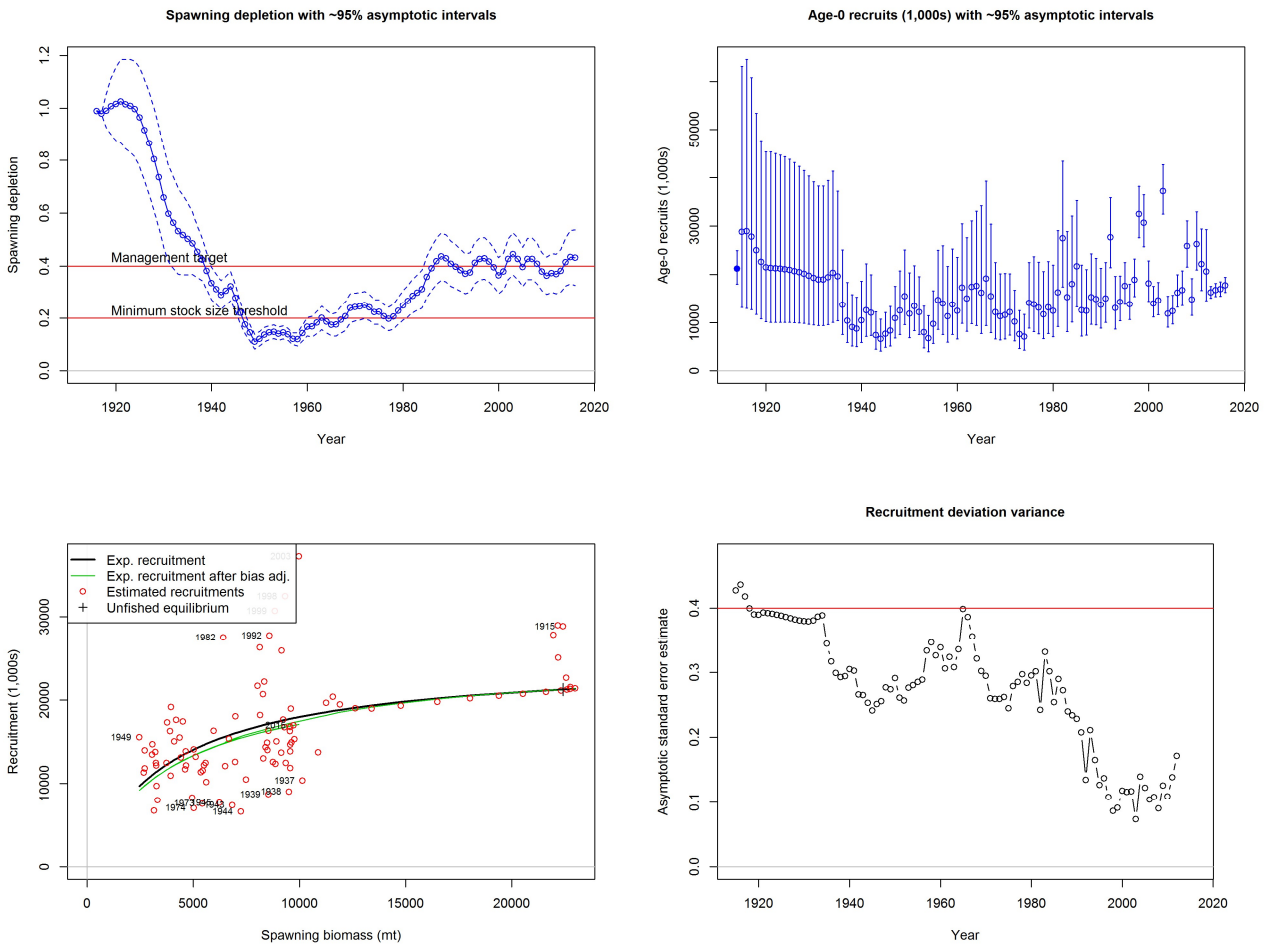 Spawning depletion with ~95% asymptotic intervals
Spawning depletion
1.2
1.0
0.8
0.6
0.4
0.2
0.0
Management target
Minimum stock size threshold
1920 1940 1960 1980 2000 2020
Year
Age-0 recruits (1,000s) with ~95% asymptotic intervals
Age-0 recruits (1,000s)
50000
30000
10000
0
1920 1940 1960 1980 2000 2020
Year
Recruitment (1,000s)
30000
20000
10000
0
Exp. recruitment
Exp. recruitment after bias adj.
Estimated recruitments
Unfished equilibrium
2003
1998
1999
1982
1992
1915
1949
1937
1939
1938
1974
1973
1945
1944
0 5000 10000 15000 20000
Spawning biomass (mt)
Recruitment deviation variance
Asymptotic standard error estimate
0.4
0.3
0.2
0.1
0.0
1920 1940 1960 1980 2000 2020
Year